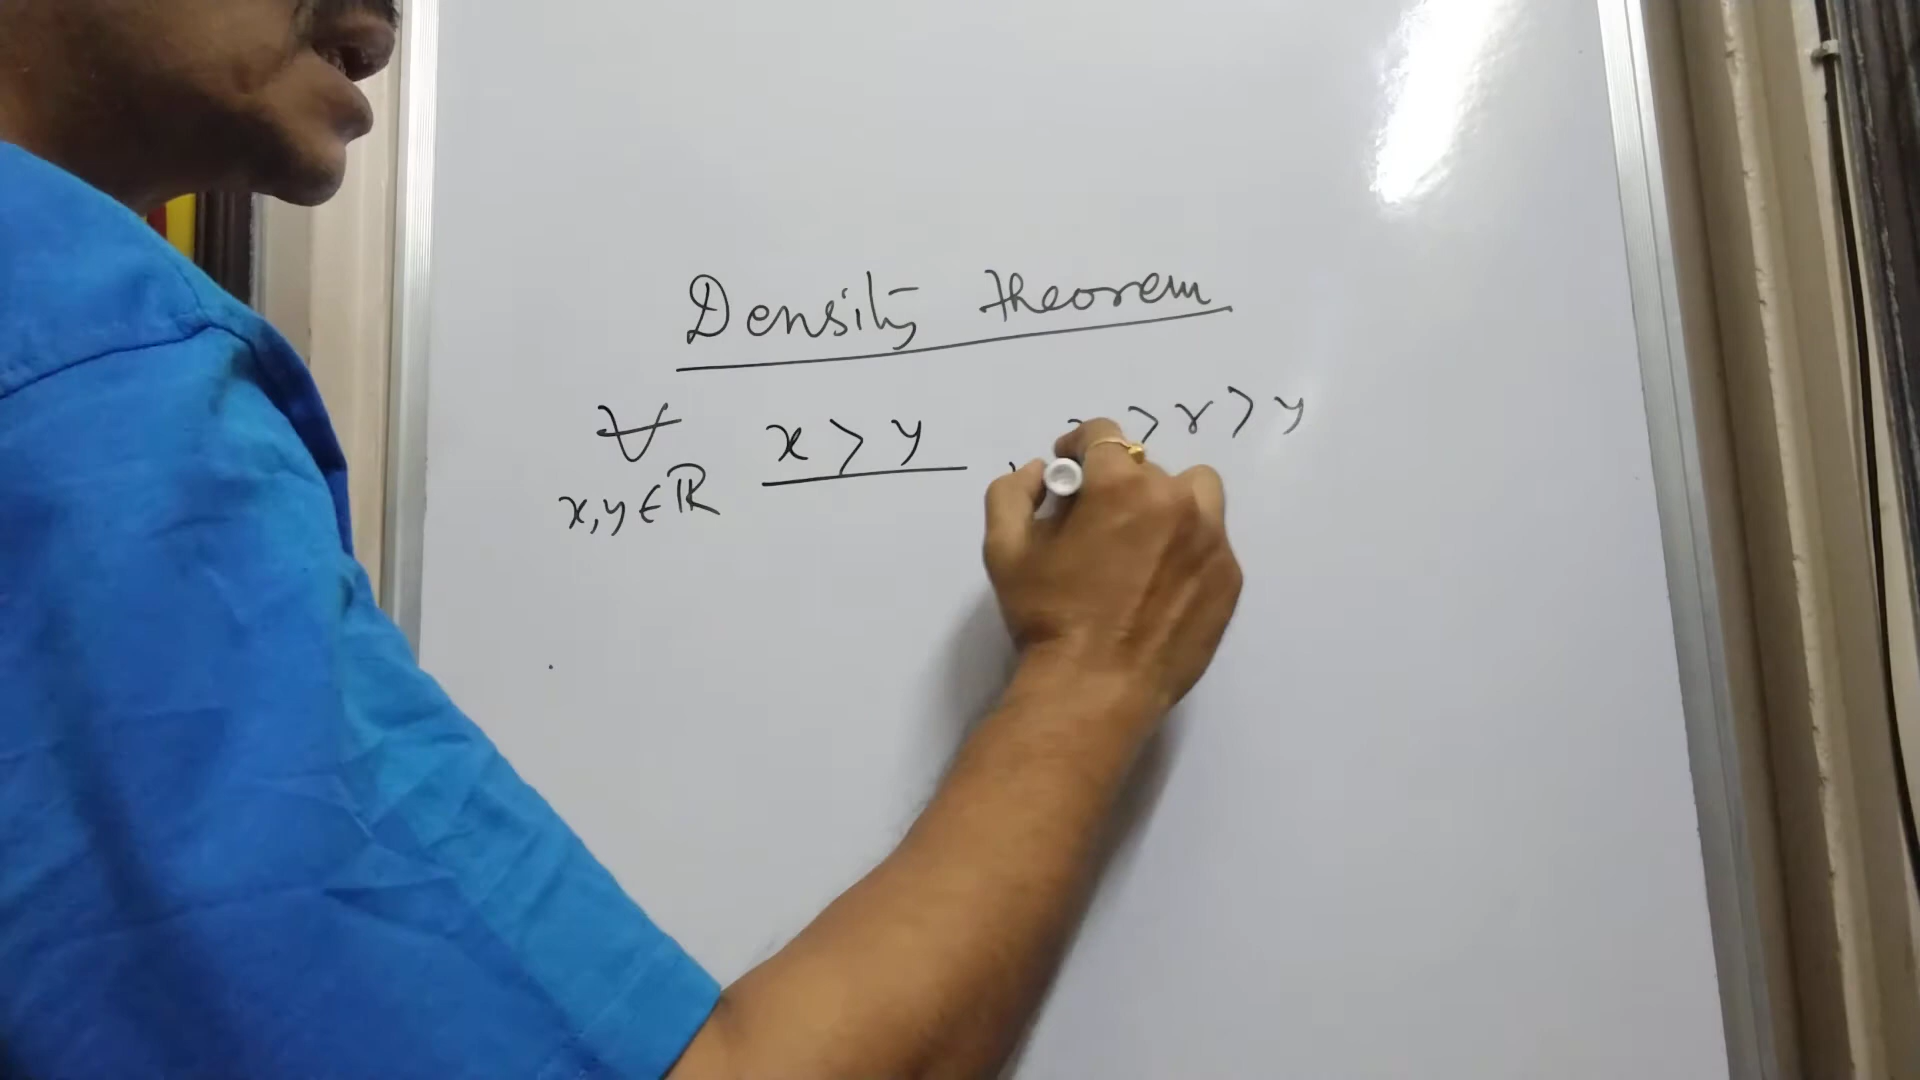 Density theorem
∀ x > y > r > y
x, y ∈ ℝ